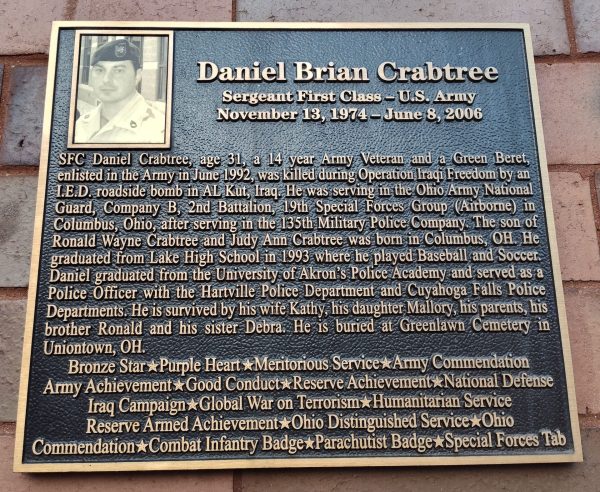 Daniel Brian Crabtree
Sergeant First Class – U.S. Army
November 13, 1974 – June 8, 2006
SFC Daniel Crabtree, age 31, a 14 year Army Veteran and a Green Beret,
enlisted in the Army in June 1992, was killed during Operation Iraqi Freedom by an
I.E.D. roadside bomb in AL Kut, Iraq. He was serving in the Ohio Army National
Guard, Company B, 2nd Battalion, 19th Special Forces Group (Airborne) in
Columbus, Ohio, after serving in the 135th Military Police Company. The son of
Ronald Wayne Crabtree and Judy Ann Crabtree was born in Columbus, OH. He
graduated from Lake High School in 1993 where he played Baseball and Soccer.
Daniel graduated from the University of Akron's Police Academy and served as a
Police Officer with the Hartville Police Department and Cuyahoga Falls Police
Departments. He is survived by his wife Kathy, his daughter Mallory, his parents, his
brother Ronald and his sister Debra. He is buried at Greenlawn Cemetery in
Uniontown, OH.
Bronze Star★Purple Heart★Meritorious Service★Army Commendation
Army Achievement★Good Conduct★Reserve Achievement★National Defense
Iraq Campaign★Global War on Terrorism★Humanitarian Service
Reserve Armed Achievement★Ohio Distinguished Service★Ohio
Commendation★Combat Infantry Badge★Parachutist Badge★Special Forces Tab